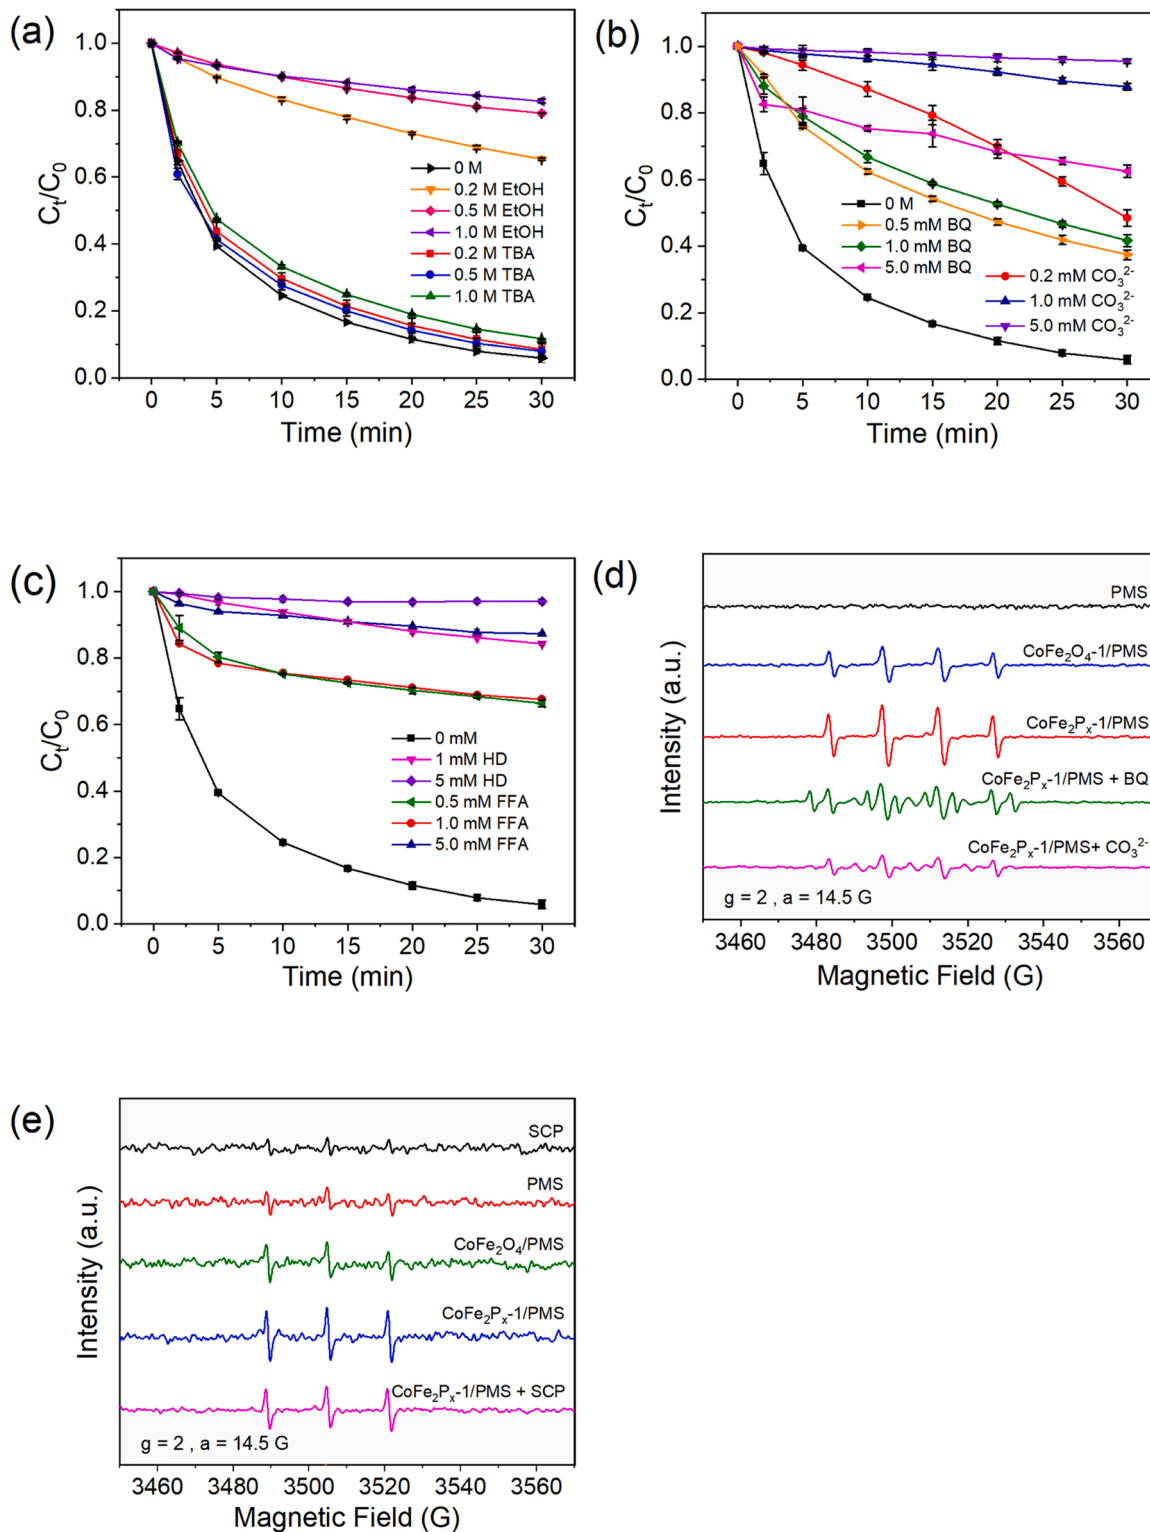 (a)
1.0
0.8
0.6
0.4
0.2
0.0
Cₜ/C₀
0 M
0.2 M EtOH
0.5 M EtOH
1.0 M EtOH
0.2 M TBA
0.5 M TBA
1.0 M TBA
0 5 10 15 20 25 30
Time (min)
(b)
1.0
0.8
0.6
0.4
0.2
0.0
Cₜ/C₀
0 M
0.5 mM BQ
1.0 mM BQ
5.0 mM BQ
0.2 mM CO₃²⁻
1.0 mM CO₃²⁻
5.0 mM CO₃²⁻
0 5 10 15 20 25 30
Time (min)
(c)
1.0
0.8
0.6
0.4
0.2
0.0
Cₜ/C₀
0 mM
1 mM HD
5 mM HD
0.5 mM FFA
1.0 mM FFA
5.0 mM FFA
0 5 10 15 20 25 30
Time (min)
(d)
Intensity (a.u.)
PMS
CoFe₂O₄-1/PMS
CoFe₂Pₓ-1/PMS
CoFe₂Pₓ-1/PMS + BQ
CoFe₂Pₓ-1/PMS+ CO₃²⁻
g = 2 , a = 14.5 G
3460 3480 3500 3520 3540 3560
Magnetic Field (G)
(e)
Intensity (a.u.)
SCP
PMS
CoFe₂O₄/PMS
CoFe₂Pₓ-1/PMS
CoFe₂Pₓ-1/PMS + SCP
g = 2 , a = 14.5 G
3460 3480 3500 3520 3540 3560
Magnetic Field (G)